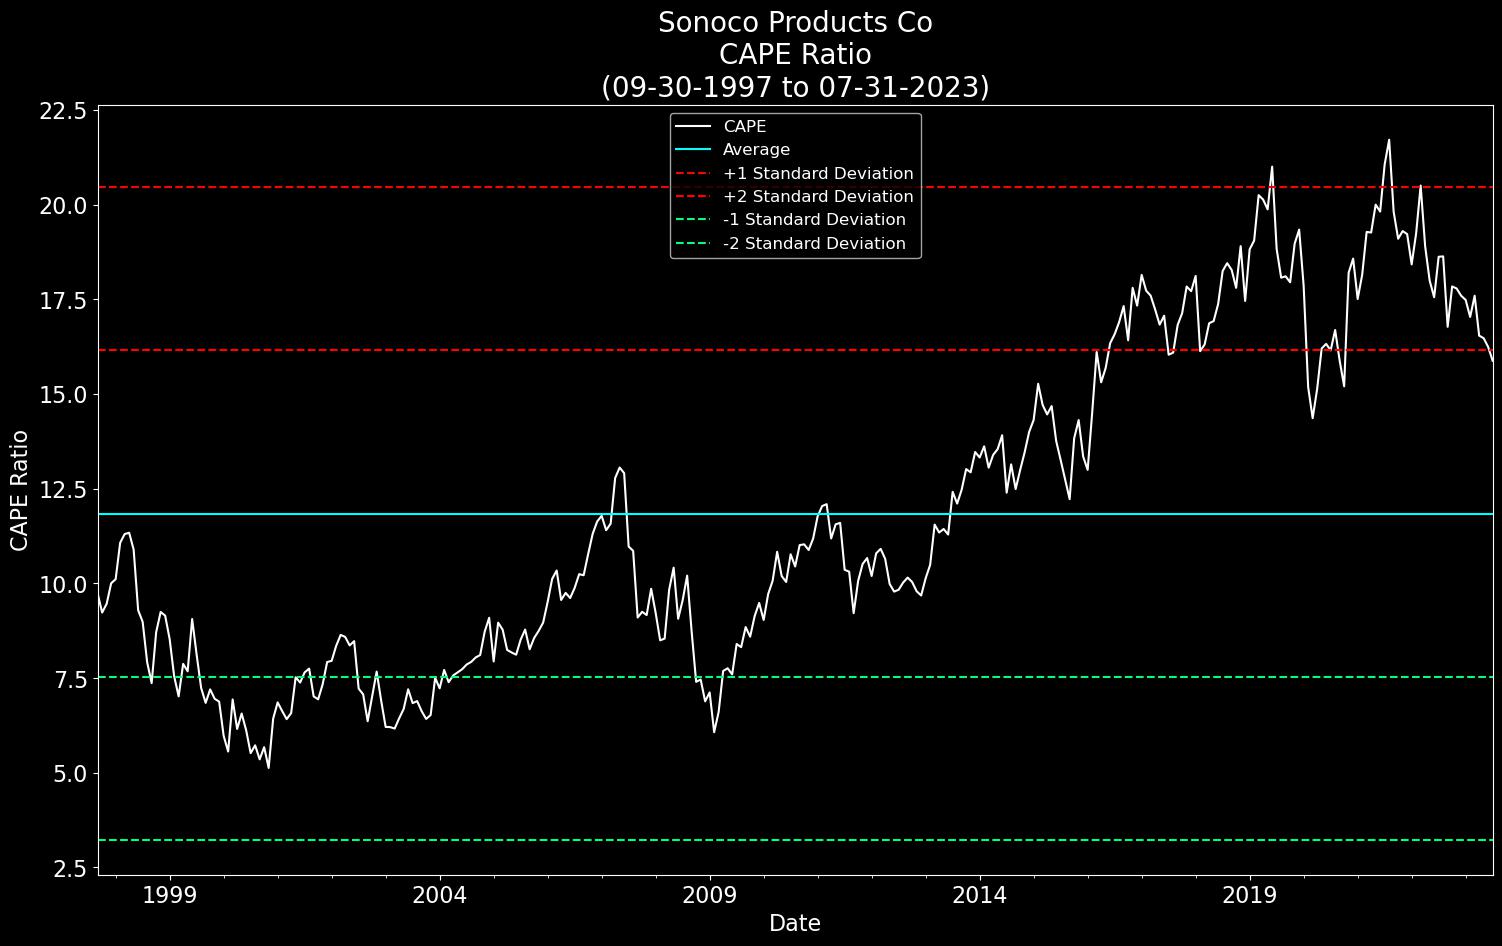 Sonoco Products Co
CAPE Ratio
(09-30-1997 to 07-31-2023)
CAPE
Average
+1 Standard Deviation
+2 Standard Deviation
-1 Standard Deviation
-2 Standard Deviation
22.5
20.0
17.5
15.0
12.5
10.0
7.5
5.0
2.5
CAPE Ratio
1999
2004
2009
2014
2019
Date